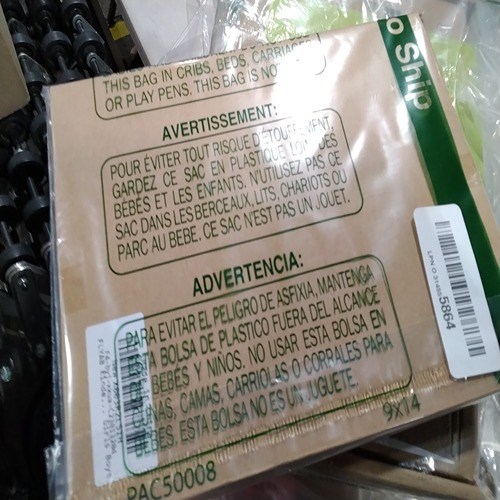 THIS BAG IN CRIBS, BEDS, CARRIAGES
OR PLAY PENS. THIS BAG IS NOT
o Ship
AVERTISSEMENT:
POUR ÉVITER TOUT RISQUE D'ÉTOUFFEMENT,
GARDEZ CE SAC EN PLASTIQUE LOIN DES
BÉBÉS ET LES ENFANTS. N'UTILISEZ PAS CE
SAC DANS LES BERCEAUX, LITS, CHARIOTS OU
PARC AU BEBE. CE SAC N'EST PAS UN JOUET.
ADVERTENCIA:
PARA EVITAR EL PELIGRO DE ASFIXIA, MANTENGA
ESTA BOLSA DE PLASTICO FUERA DEL ALCANCE
BEBÉS Y NIÑOS. NO USAR ESTA BOLSA EN
CUNAS, CAMAS, CARRIOLAS O CORRALES PARA
BEBES. ESTA BOLSA NO ES UN JUGUETE.
5864
PAC50008
9x14